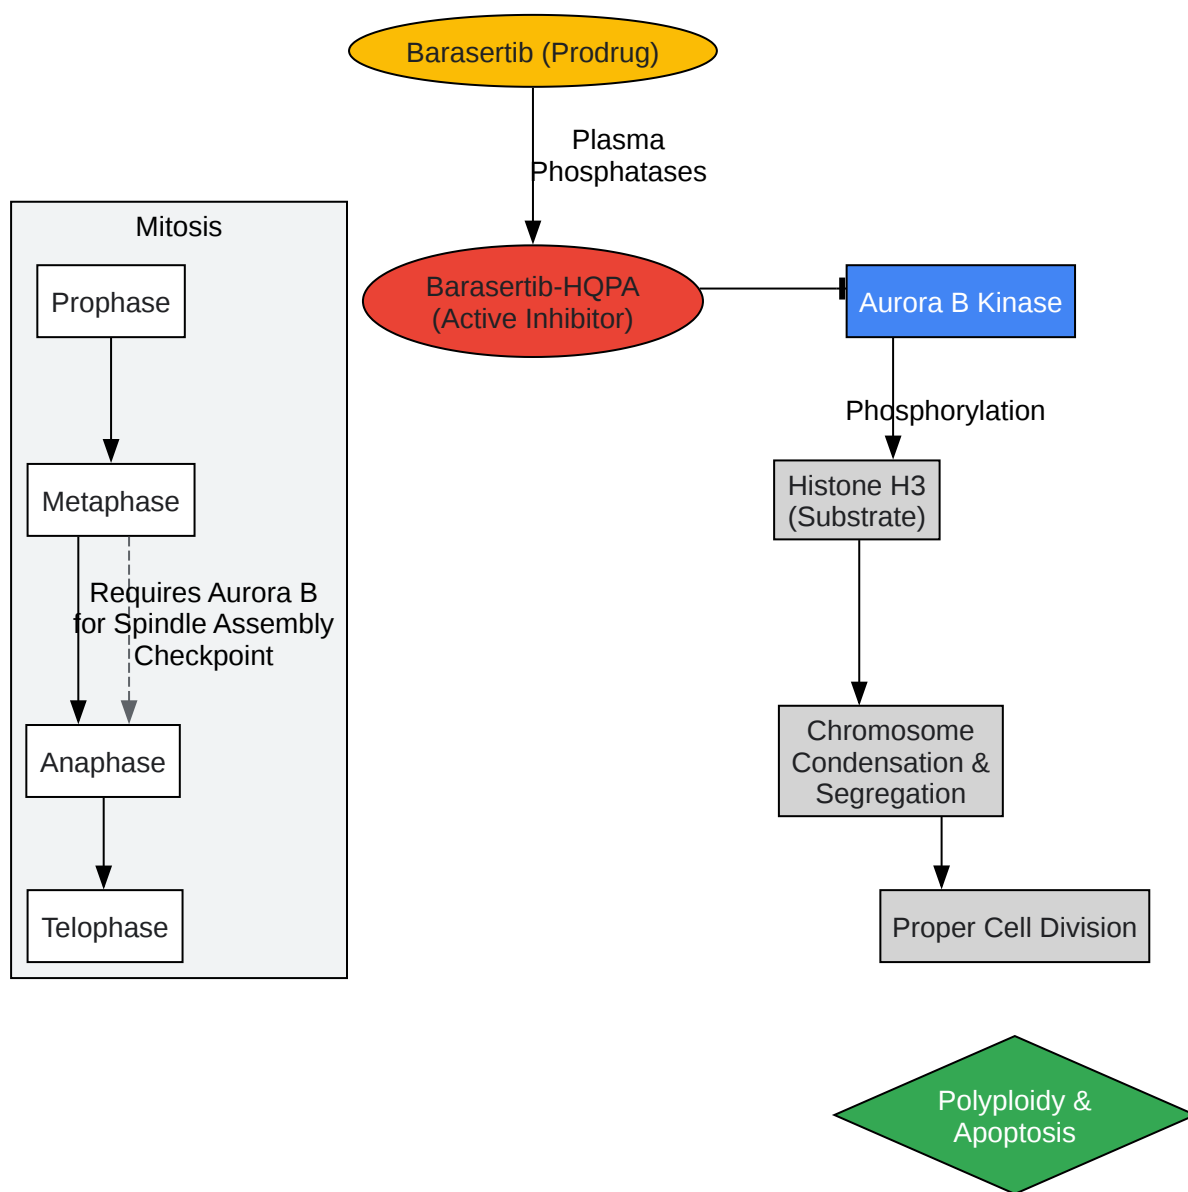 Barasertib (Prodrug)
Plasma
Phosphatases
Mitosis
Prophase
Barasertib-HQPA
(Active Inhibitor)
Aurora B Kinase
Phosphorylation
Metaphase
Histone H3
(Substrate)
Requires Aurora B
for Spindle Assembly
Checkpoint
Anaphase
Chromosome
Condensation &
Segregation
Telophase
Proper Cell Division
Polyploidy &
Apoptosis